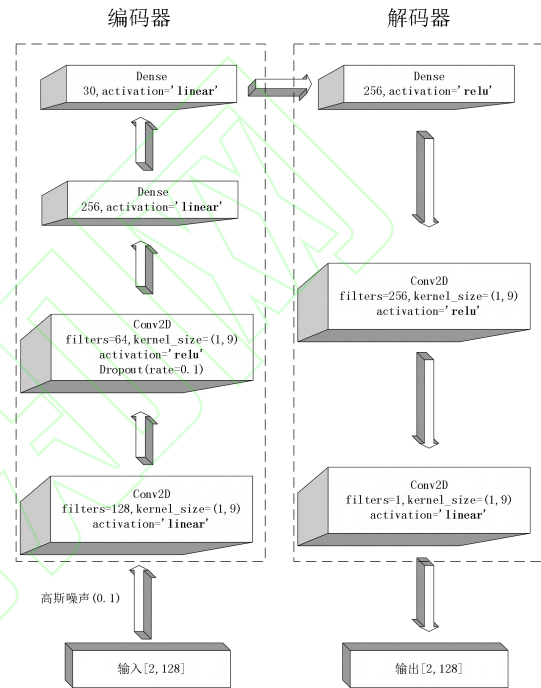 编码器
解码器
Dense
30,activation='linear'
Dense
256,activation='linear'
Conv2D
filters=64,kernel_size=(1,9)
activation='relu'
Dropout(rate=0.1)
Conv2D
filters=128,kernel_size=(1,9)
activation='linear'
高斯噪声(0.1)
输入[2,128]
Dense
256,activation='relu'
Conv2D
filters=256,kernel_size=(1,9)
activation='relu'
Conv2D
filters=1,kernel_size=(1,9)
activation='linear'
输出[2,128]